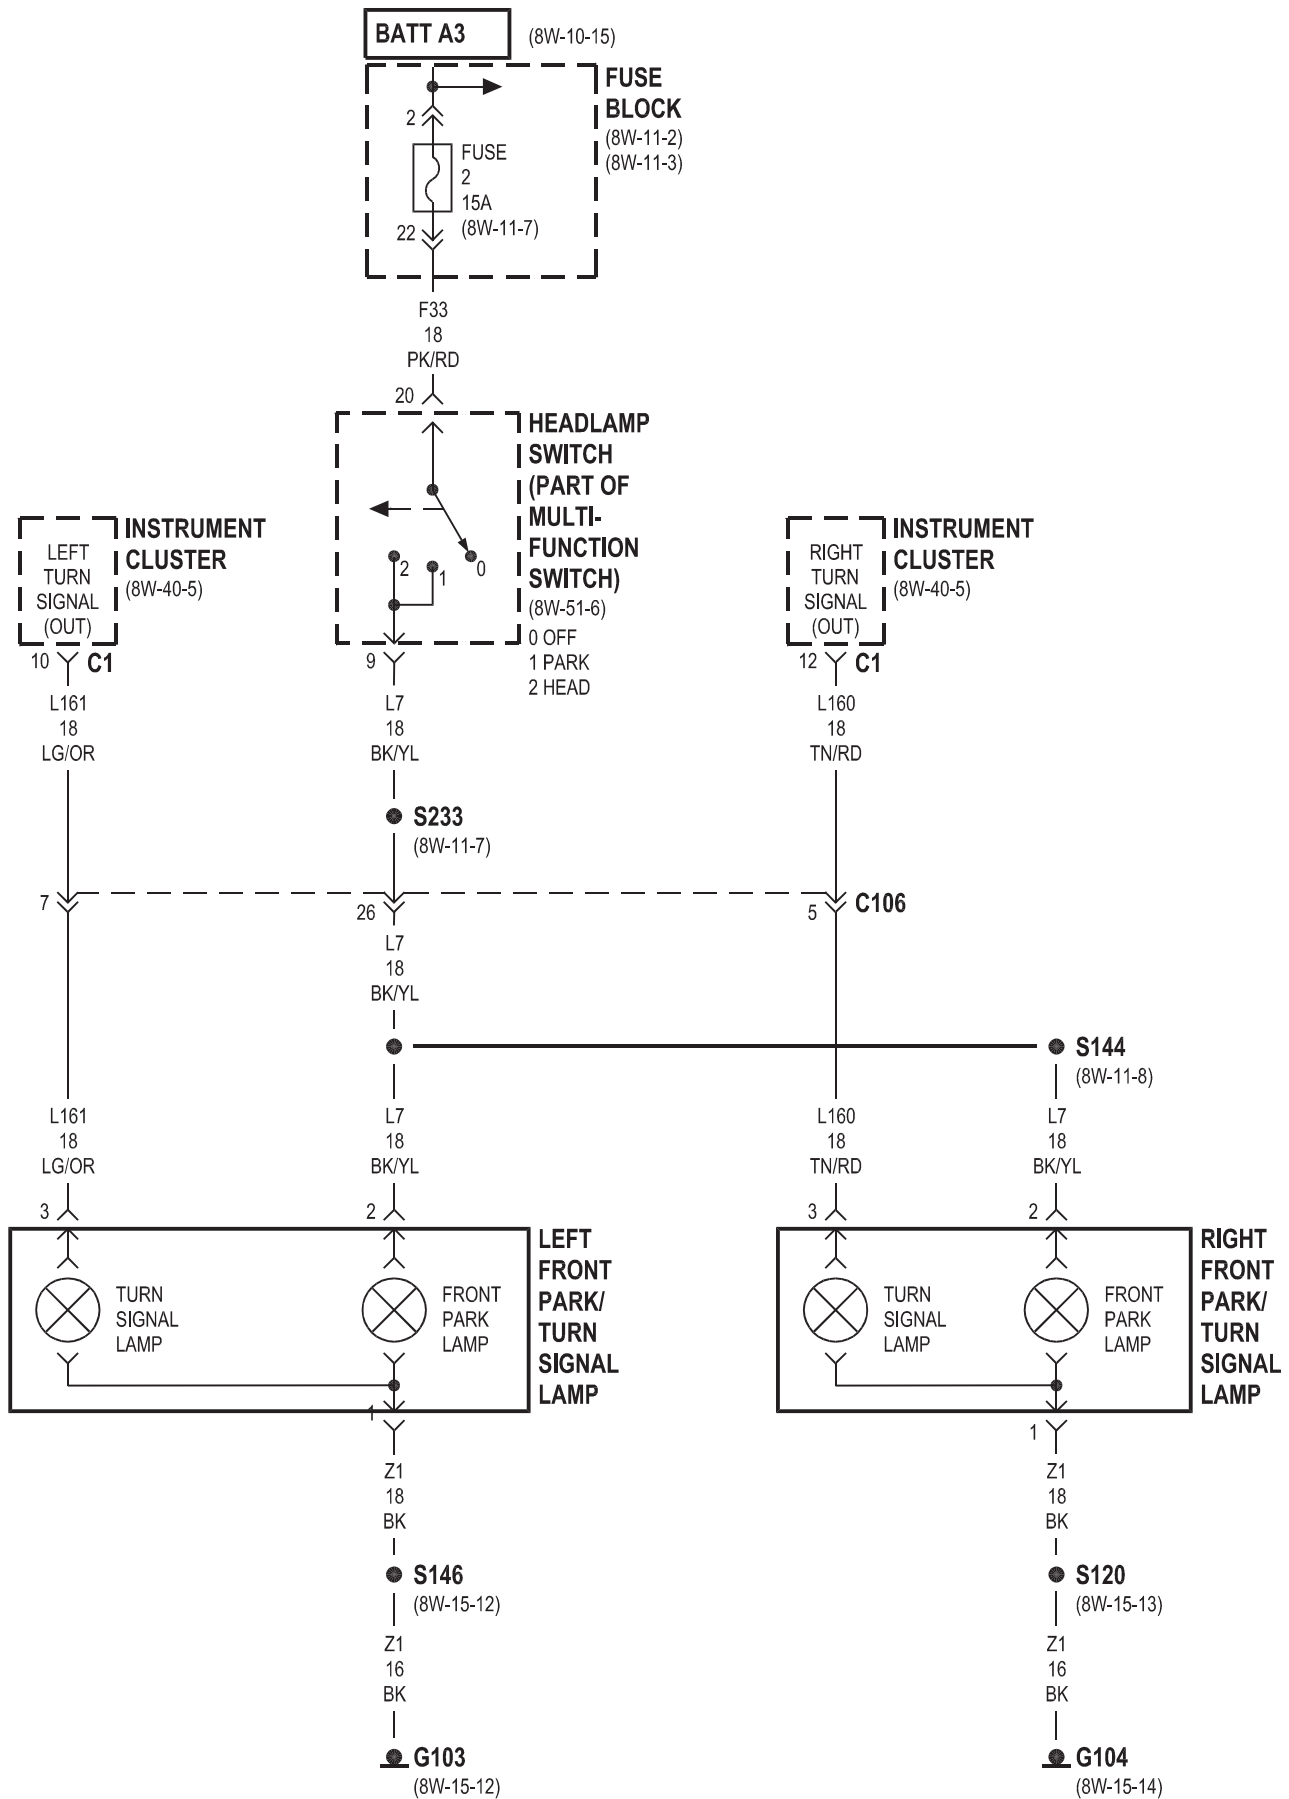 BATT A3
(8W-10-15)
FUSE
BLOCK
(8W-11-2)
(8W-11-3)
2
FUSE
2
15A
(8W-11-7)
22
F33
18
PK/RD
20
HEADLAMP
SWITCH
(PART OF
MULTI-
FUNCTION
SWITCH)
(8W-51-6)
0 OFF
1 PARK
2 HEAD
2
1
0
LEFT
TURN
SIGNAL
(OUT)
INSTRUMENT
CLUSTER
(8W-40-5)
RIGHT
TURN
SIGNAL
(OUT)
INSTRUMENT
CLUSTER
(8W-40-5)
10
C1
9
12
C1
L161
18
LG/OR
L7
18
BK/YL
L160
18
TN/RD
S233
(8W-11-7)
7
26
5
C106
L7
18
BK/YL
S144
(8W-11-8)
L161
18
LG/OR
L7
18
BK/YL
L160
18
TN/RD
L7
18
BK/YL
3
2
3
2
TURN
SIGNAL
LAMP
FRONT
PARK
LAMP
LEFT
FRONT
PARK/
TURN
SIGNAL
LAMP
TURN
SIGNAL
LAMP
FRONT
PARK
LAMP
RIGHT
FRONT
PARK/
TURN
SIGNAL
LAMP
1
1
Z1
18
BK
Z1
18
BK
S146
(8W-15-12)
S120
(8W-15-13)
Z1
16
BK
Z1
16
BK
G103
(8W-15-12)
G104
(8W-15-14)